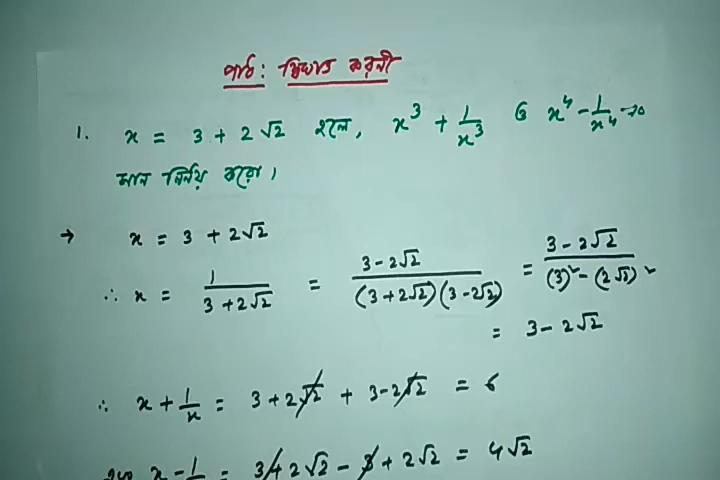 পাঠ: দ্বিঘাত করণী
1. x = 3 + 2√2 হলে, x³ + 1/x³ ও x⁴ - 1/x⁴ -এর
মান নির্ণয় করো।
→ x = 3 + 2√2
∴ x = 1/(3 + 2√2) = (3 - 2√2)/((3 + 2√2)(3 - 2√2)) = (3 - 2√2)/((3)² - (2√2)²)
= 3 - 2√2
∴ x + 1/x = 3 + 2√2 + 3 - 2√2 = 6
x - 1/x = 3 + 2√2 - 3 + 2√2 = 4√2